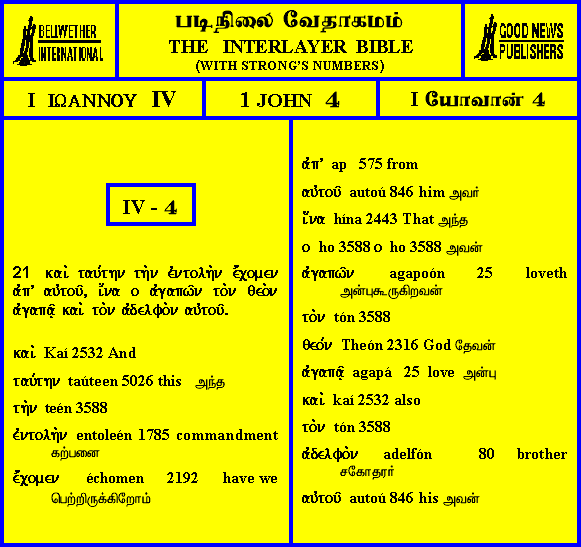 BELLWETHER
INTERNATIONAL
படிநிலை வேதாகமம்
THE INTERLAYER BIBLE
(WITH STRONG'S NUMBERS)
GOOD NEWS
PUBLISHERS
I ΙΩΑΝΝΟΥ IV
1 JOHN 4
I யோவான் 4
IV - 4
21 καὶ ταύτην τὴν ἐντολὴν ἔχομεν
ἀπ' αὐτοῦ, ἵνα ο ἀγαπῶν τὸν θεὸν
ἀγαπᾷ καὶ τὸν ἀδελφὸν αὐτοῦ.
καὶ Kaí 2532 And
ταύτην taúteen 5026 this அந்த
τὴν teén 3588
ἐντολὴν entoleén 1785 commandment
கற்பனை
ἔχομεν échomen 2192 have we
பெற்றிருக்கிறோம்
ἀπ' ap 575 from
αὐτοῦ autoú 846 him அவர்
ἵνα hína 2443 That அந்த
ο ho 3588 ο ho 3588 அவன்
ἀγαπῶν agapoón 25 loveth
அன்புகூருகிறவன்
τὸν tón 3588
θεόν Theón 2316 God தேவன்
ἀγαπᾷ agapá 25 love அன்பு
καὶ kaí 2532 also
τὸν tón 3588
ἀδελφὸν adelfón 80 brother
சகோதரர்
αὐτοῦ autoú 846 his அவன்